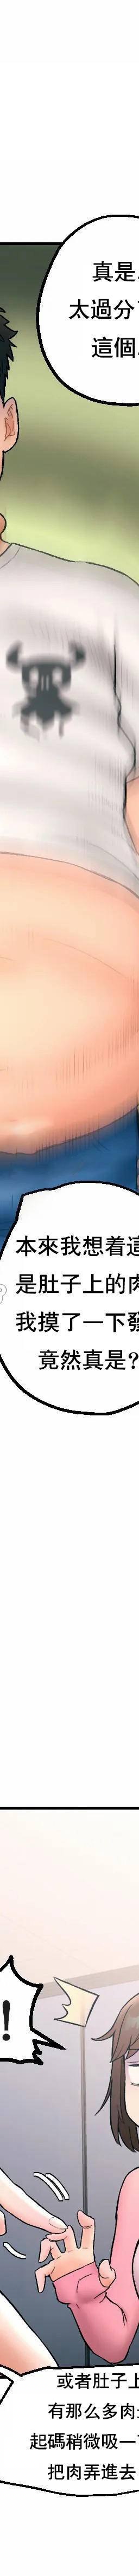 真是
太過分
這個
本來我想着這
是肚子上的肉
我摸了一下發
竟然真是?
!
或者肚子上
有那么多肉
起碼稍微吸一
把肉弄進去